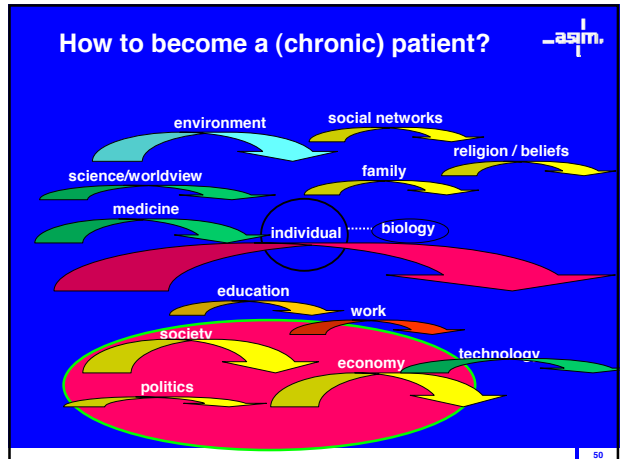 How to become a (chronic) patient?
asim.
environment
social networks
religion / beliefs
science/worldview
family
medicine
individual
biology
education
work
society
economy
technology
politics
50